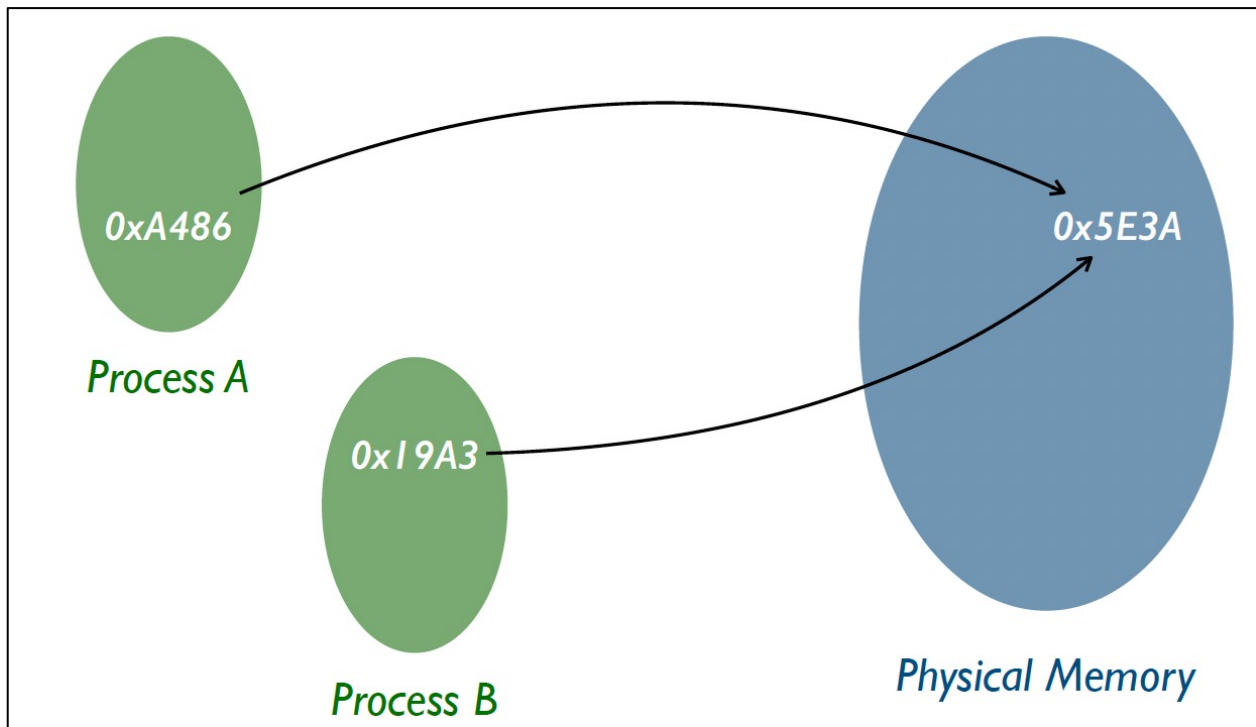 0xA486
0x5E3A
Process A
0x19A3
Process B
Physical Memory